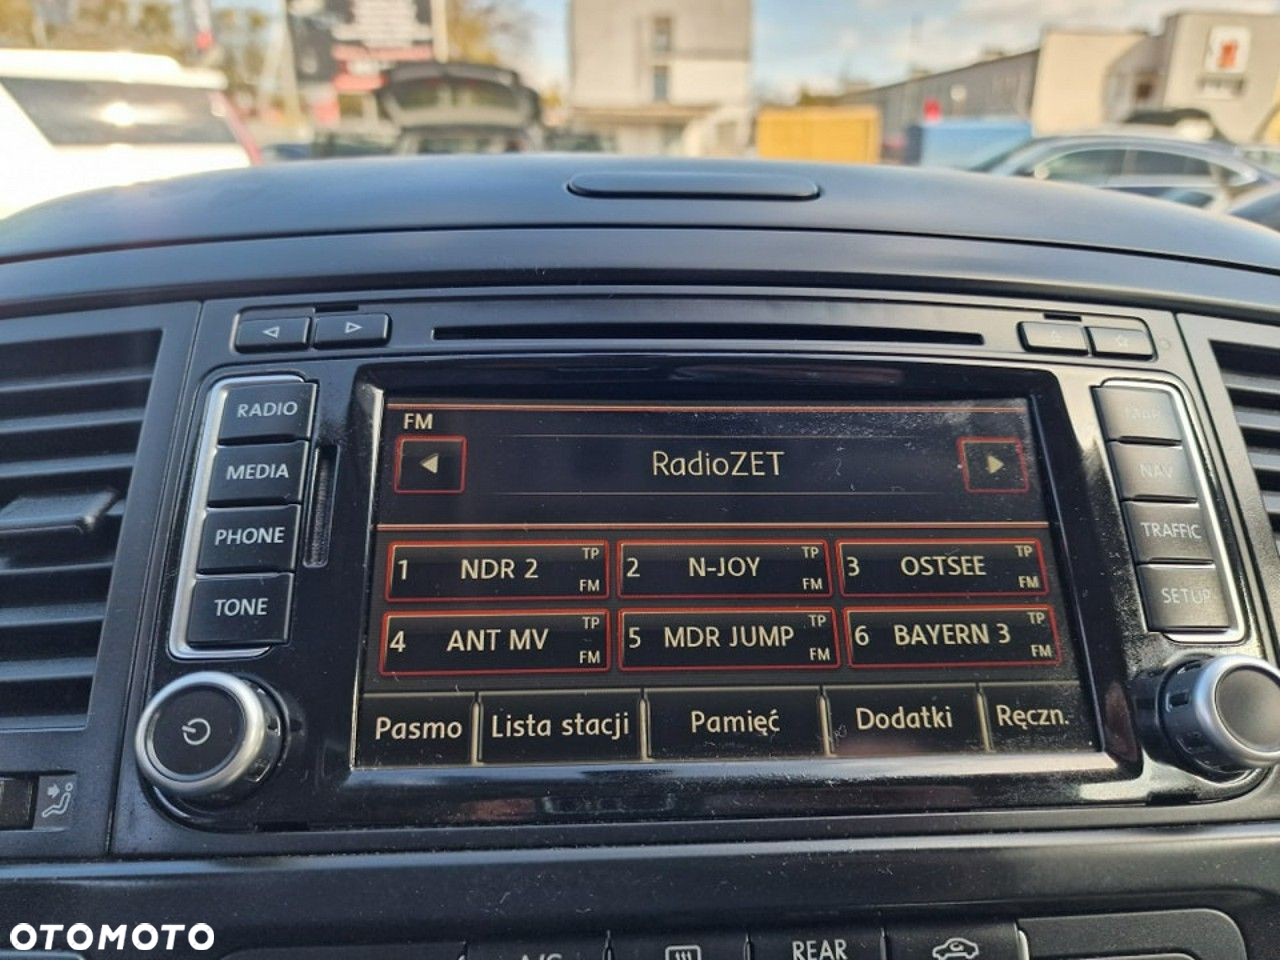 RADIO
MEDIA
PHONE
TONE
FM
RadioZET
1 NDR 2 TP FM
2 N-JOY TP FM
3 OSTSEE TP FM
4 ANT MV TP FM
5 MDR JUMP TP FM
6 BAYERN 3 TP FM
Pasmo Lista stacji Pamięć Dodatki Ręczn.
MAP
NAV
TRAFFIC
SETUP
A/C
REAR
OTOMOTO